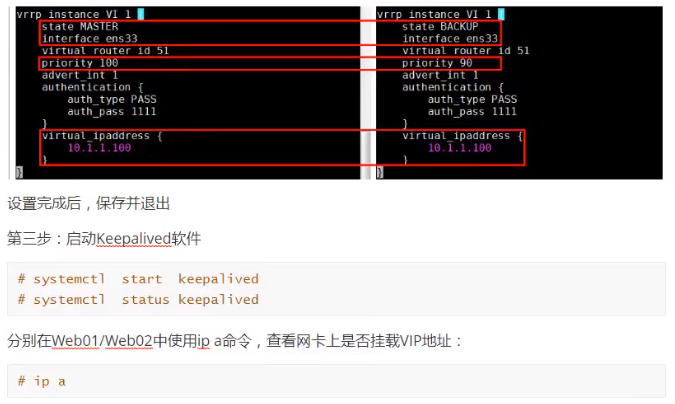 vrrp_instance VI_1 {
state MASTER
interface ens33
virtual_router_id 51
priority 100
advert_int 1
authentication {
auth_type PASS
auth_pass 1111
}
virtual_ipaddress {
10.1.1.100
}
}
vrrp_instance VI_1 {
state BACKUP
interface ens33
virtual_router_id 51
priority 90
advert_int 1
authentication {
auth_type PASS
auth_pass 1111
}
virtual_ipaddress {
10.1.1.100
}
}
设置完成后，保存并退出
第三步：启动Keepalived软件
# systemctl start keepalived
# systemctl status keepalived
分别在Web01/Web02中使用ip a命令，查看网卡上是否挂载VIP地址：
# ip a